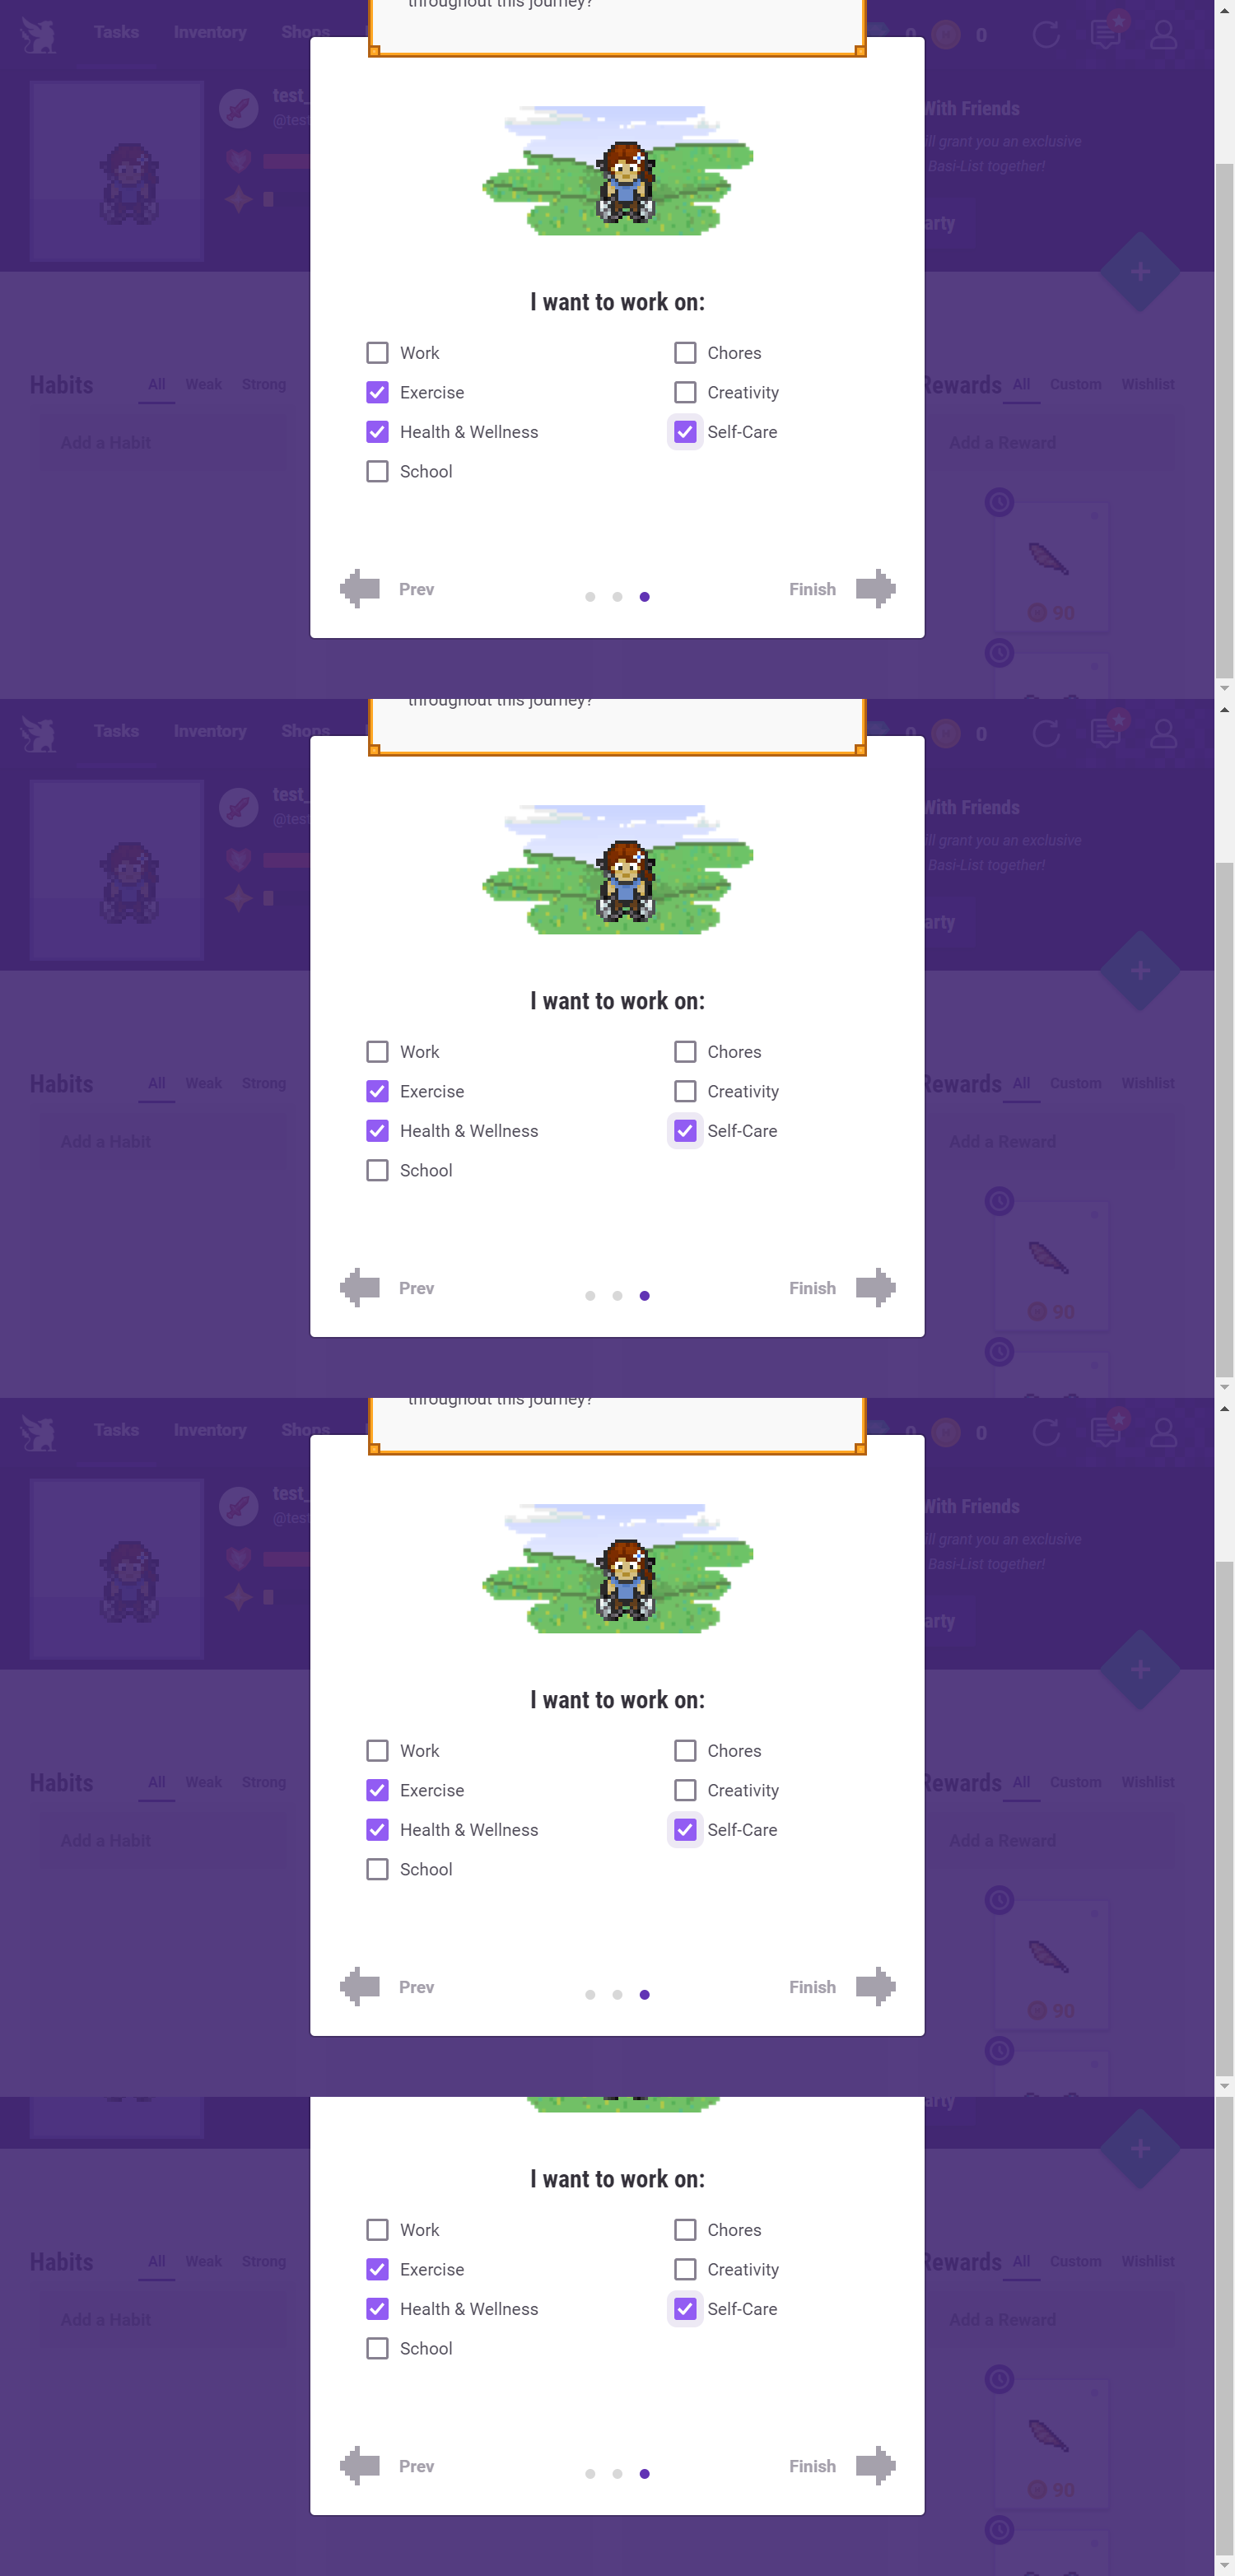 throughout this journey?
Tasks Inventory Shops 0 0
test_ With Friends
@test ill grant you an exclusive
Basi-List together!
arty
I want to work on:
Work Chores
Habits All Weak Strong Rewards All Custom Wishlist
Exercise Creativity
Health & Wellness Self-Care
Add a Habit Add a Reward
School
Prev Finish
90
throughout this journey?
Tasks Inventory Shops 0 0
test_ With Friends
@test ill grant you an exclusive
Basi-List together!
arty
I want to work on:
Work Chores
Habits All Weak Strong Rewards All Custom Wishlist
Exercise Creativity
Health & Wellness Self-Care
Add a Habit Add a Reward
School
Prev Finish
90
throughout this journey?
Tasks Inventory Shops 0 0
test_ With Friends
@test ill grant you an exclusive
Basi-List together!
arty
I want to work on:
Work Chores
Habits All Weak Strong Rewards All Custom Wishlist
Exercise Creativity
Health & Wellness Self-Care
Add a Habit Add a Reward
School
Prev Finish
90
arty
I want to work on:
Work Chores
Habits All Weak Strong Rewards All Custom Wishlist
Exercise Creativity
Health & Wellness Self-Care
Add a Habit Add a Reward
School
Prev Finish
90